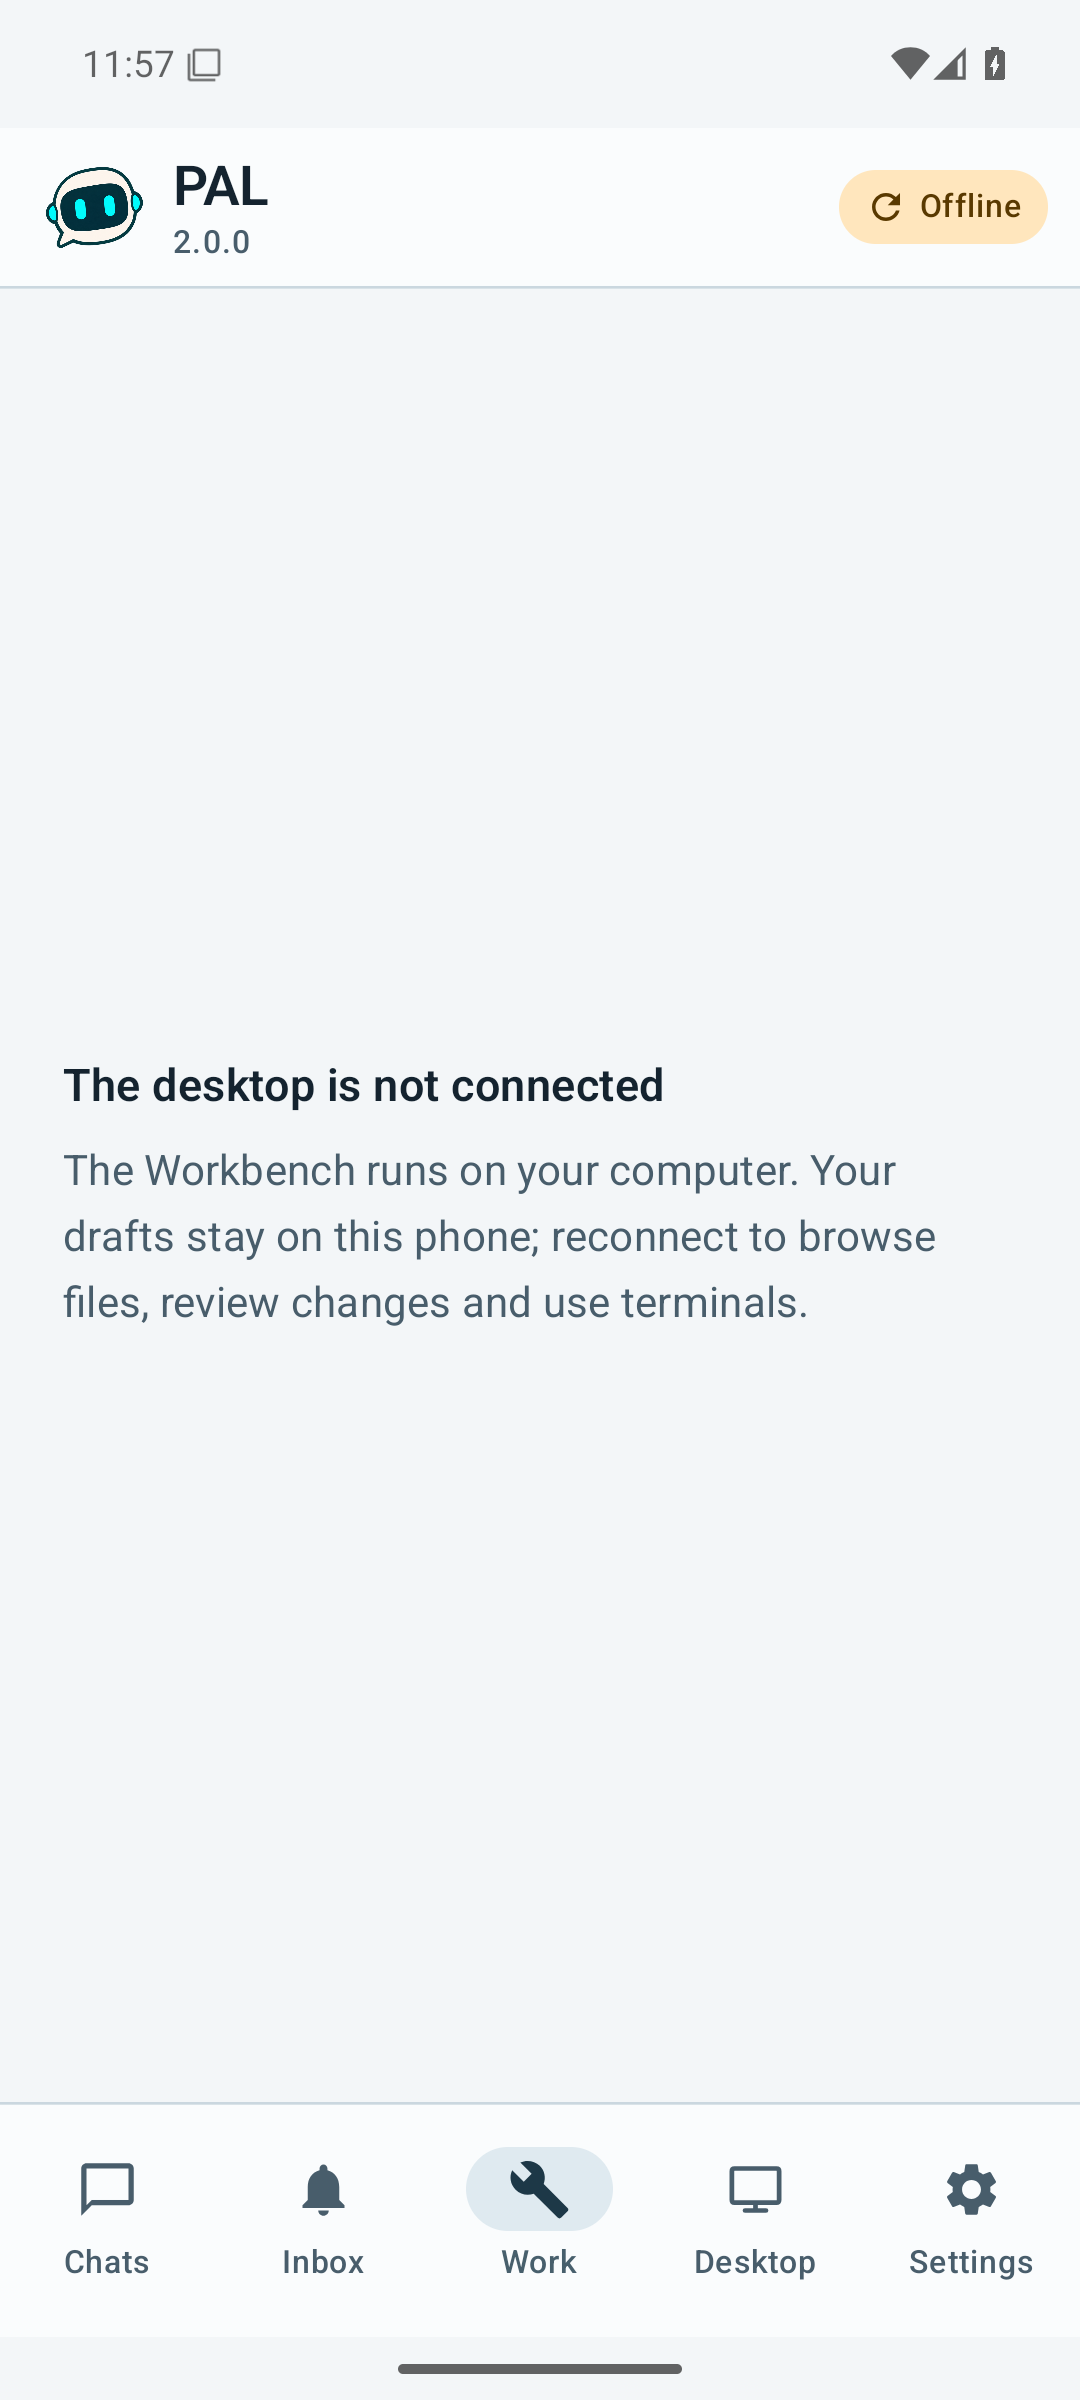 11:57
PAL
2.0.0
Offline
The desktop is not connected
The Workbench runs on your computer. Your
drafts stay on this phone; reconnect to browse
files, review changes and use terminals.
Chats
Inbox
Work
Desktop
Settings